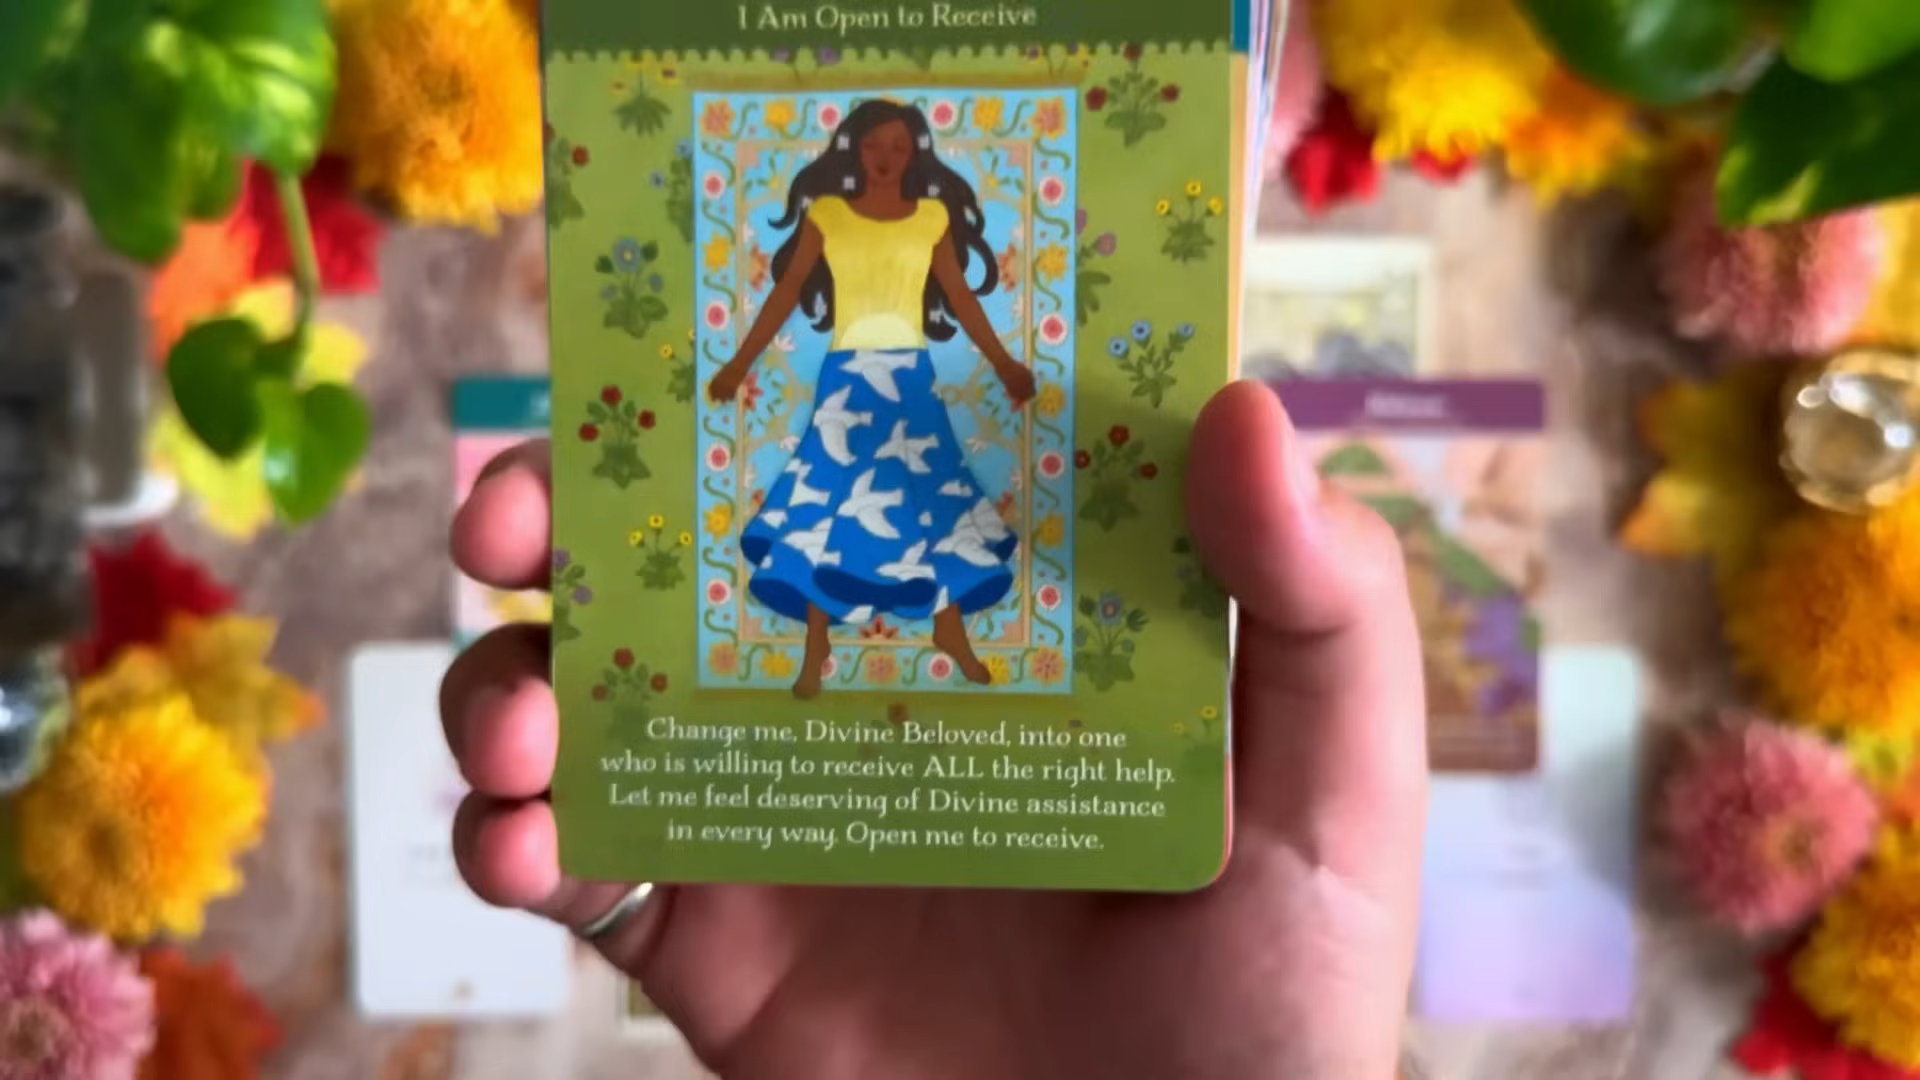 I Am Open to Receive
Change me, Divine Beloved, into one
who is willing to receive ALL the right help.
Let me feel deserving of Divine assistance
in every way. Open me to receive.